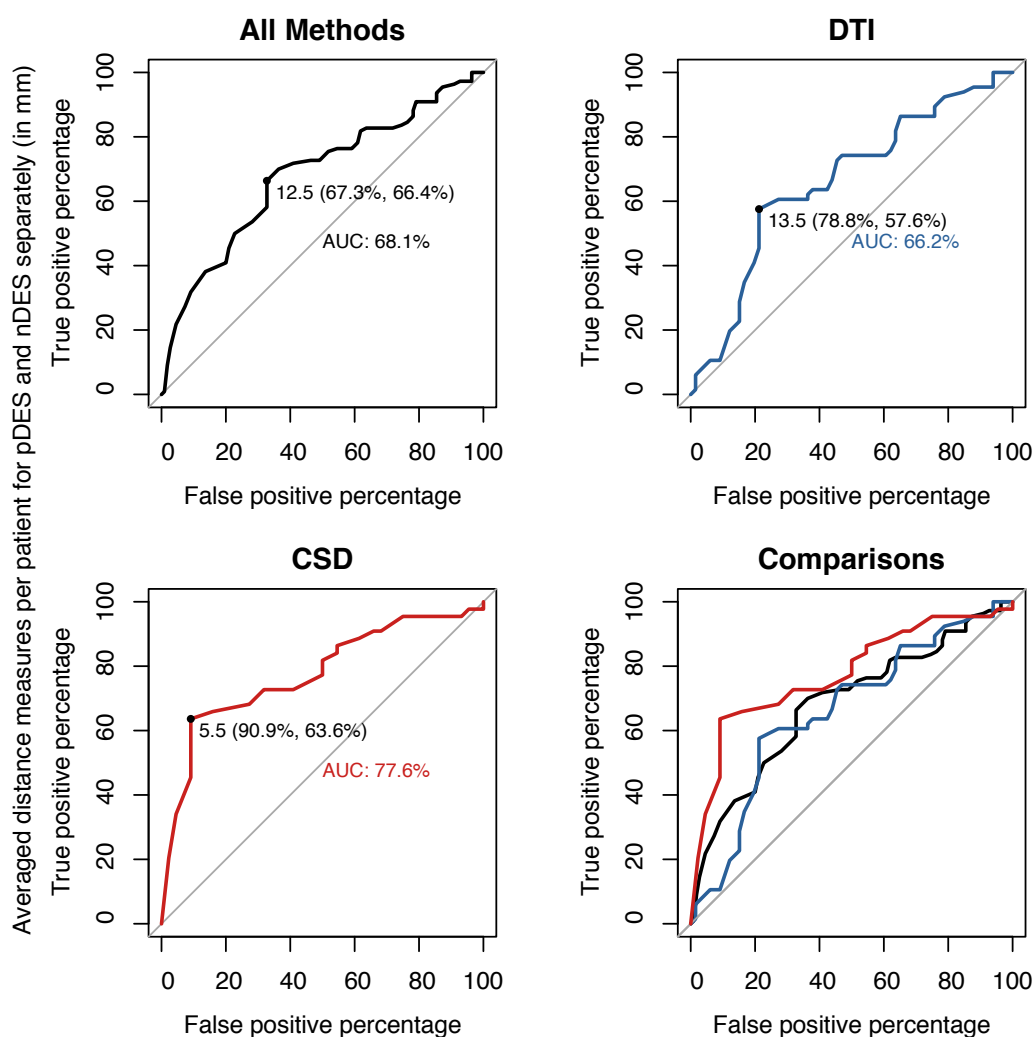 Averaged distance measures per patient for pDES and nDES separately (in mm)
All Methods
True positive percentage
100
80
60
40
20
0
12.5 (67.3%, 66.4%)
AUC: 68.1%
0 20 40 60 80 100
False positive percentage
DTI
True positive percentage
100
80
60
40
20
0
13.5 (78.8%, 57.6%)
AUC: 66.2%
0 20 40 60 80 100
False positive percentage
CSD
True positive percentage
100
80
60
40
20
0
5.5 (90.9%, 63.6%)
AUC: 77.6%
0 20 40 60 80 100
False positive percentage
Comparisons
True positive percentage
100
80
60
40
20
0
0 20 40 60 80 100
False positive percentage